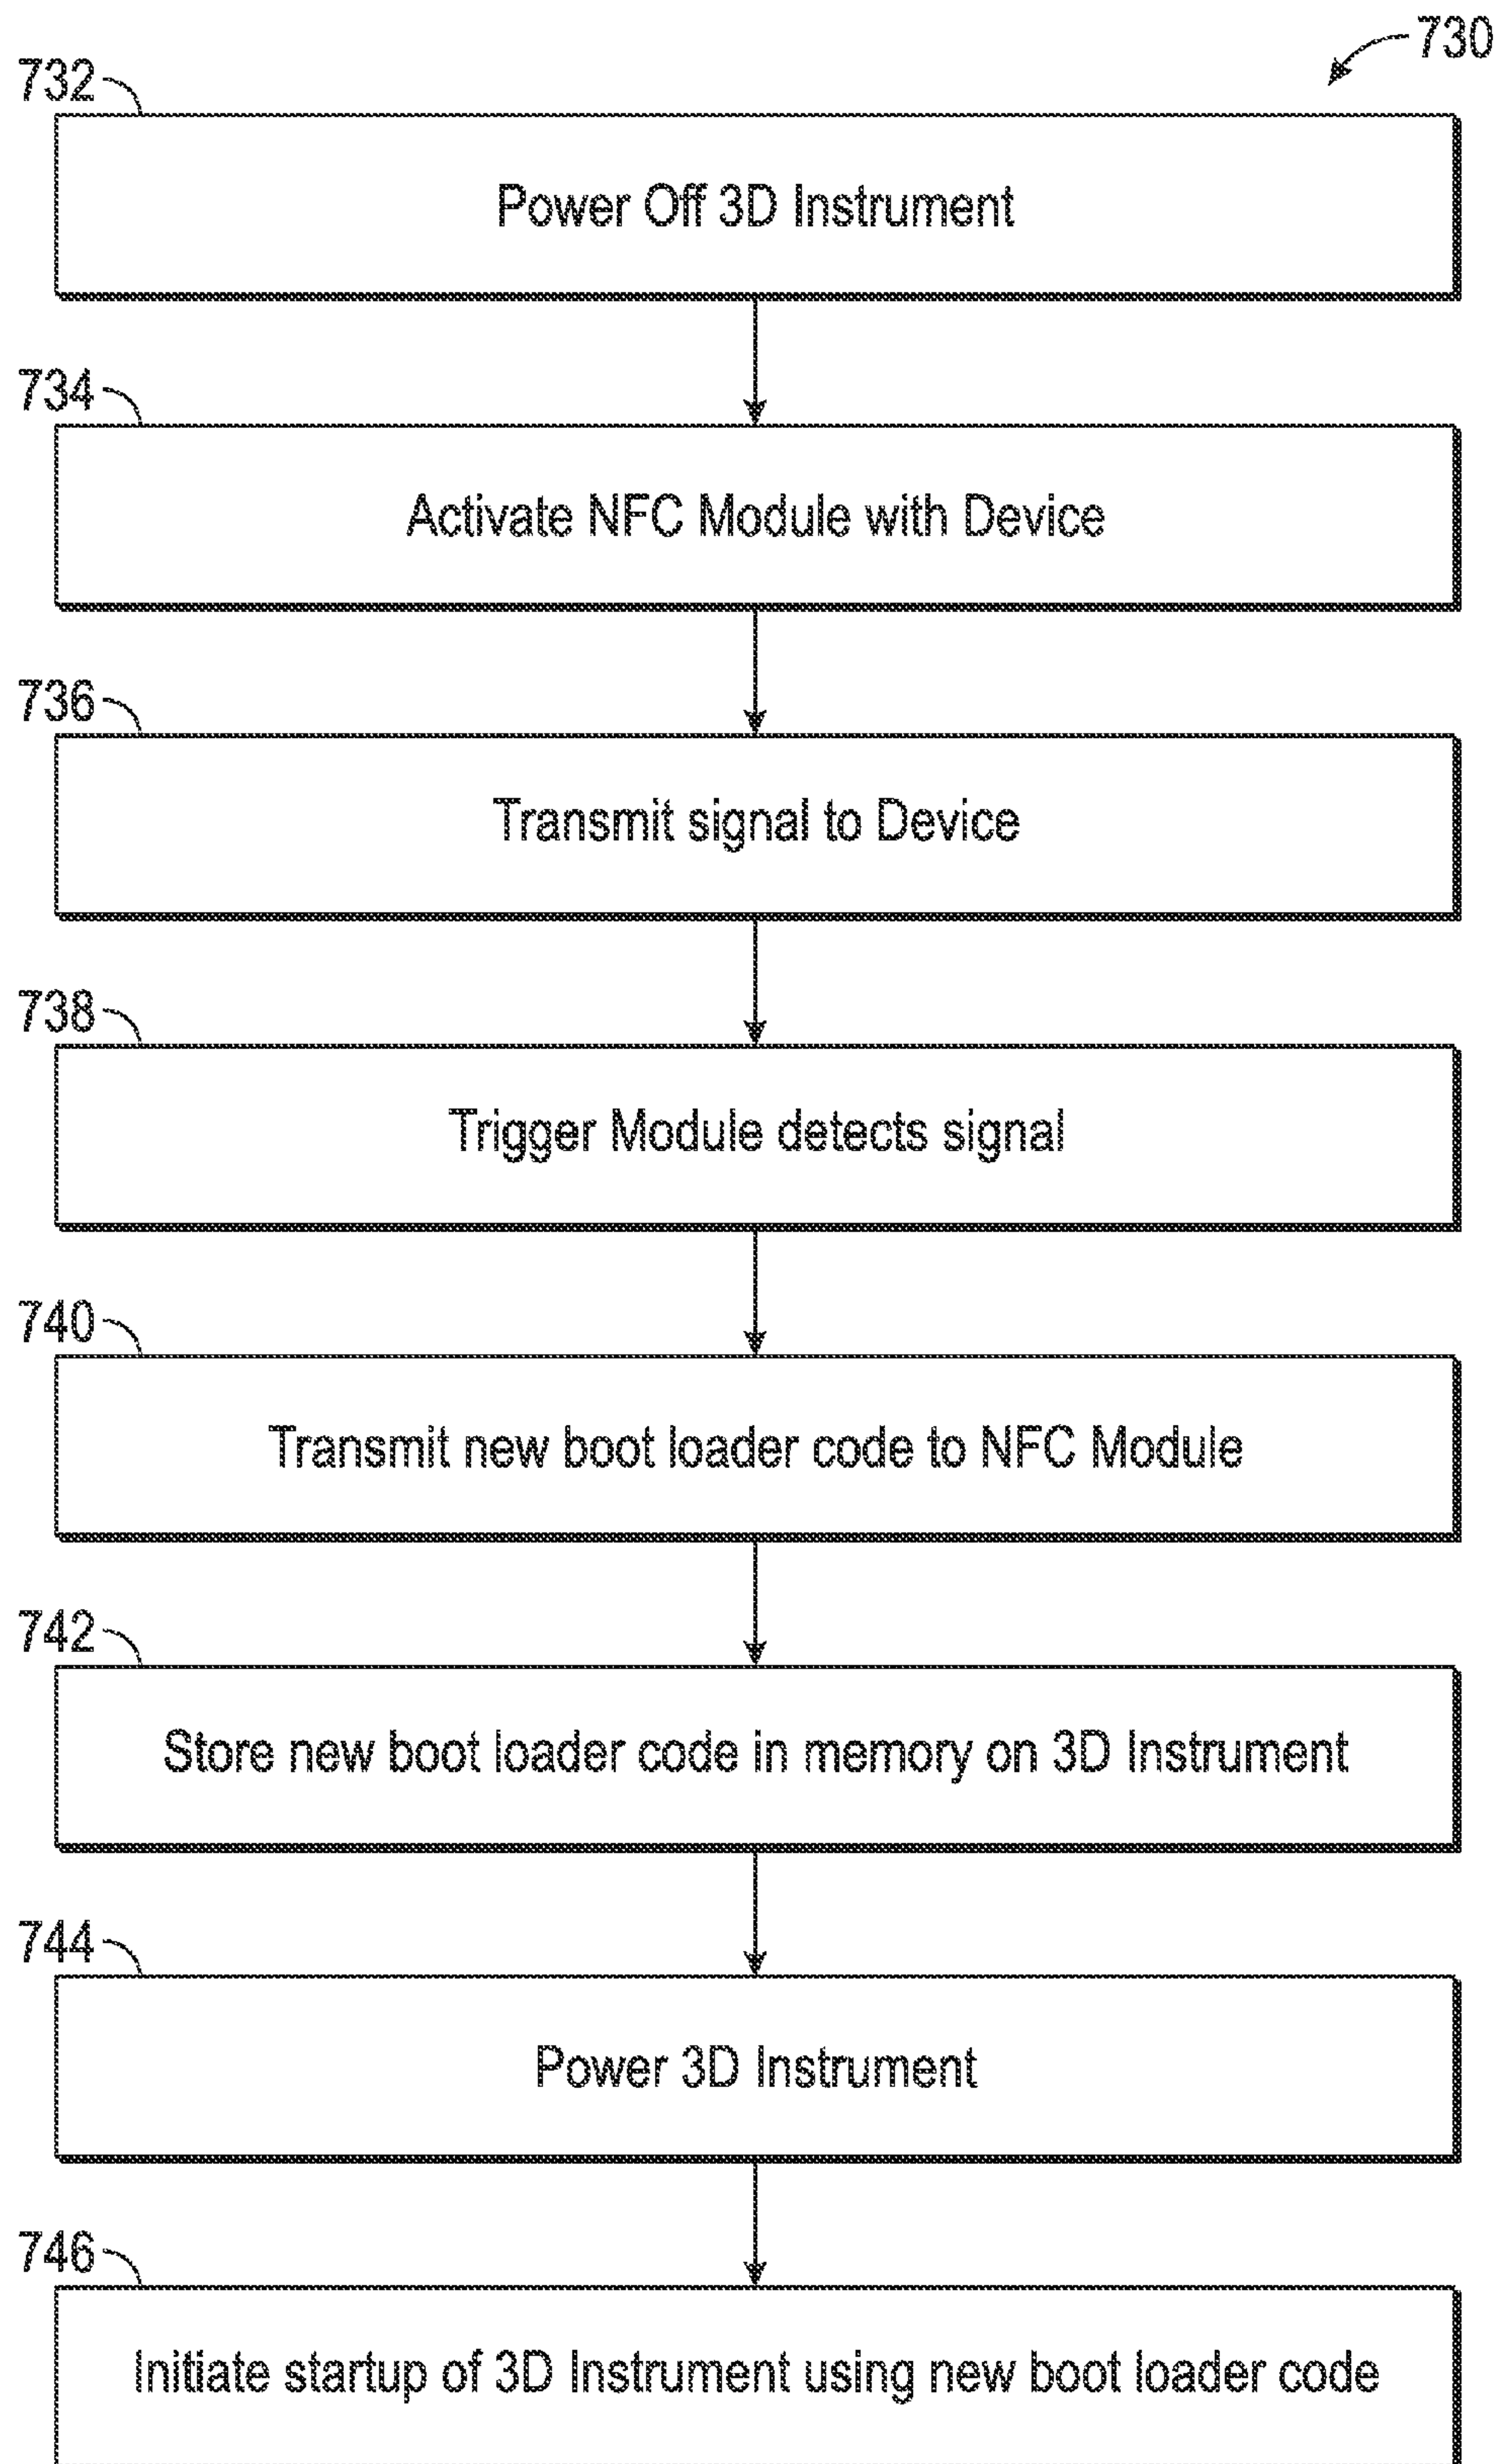 730
732
Power Off 3D Instrument
734
Activate NFC Module with Device
736
Transmit signal to Device
738
Trigger Module detects signal
740
Transmit new boot loader code to NFC Module
742
Store new boot loader code in memory on 3D Instrument
744
Power 3D Instrument
746
Initiate startup of 3D Instrument using new boot loader code